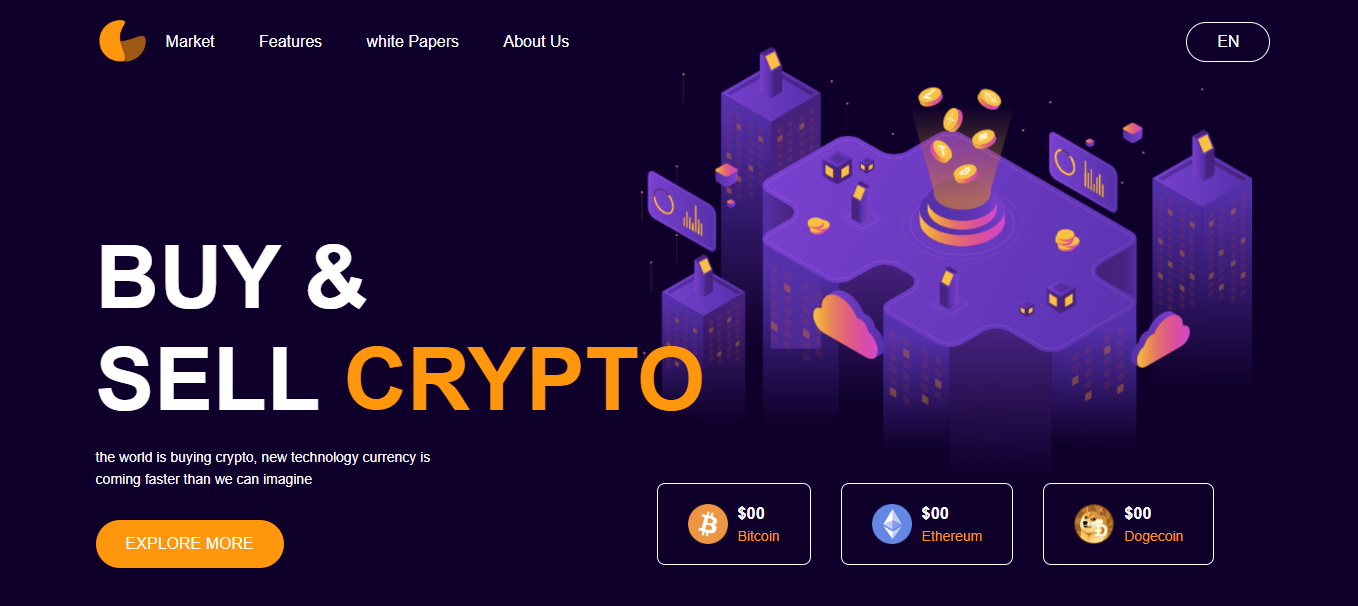 Market Features white Papers About Us EN
BUY &
SELL CRYPTO
the world is buying crypto, new technology currency is
coming faster than we can imagine
EXPLORE MORE
$00
Bitcoin
$00
Ethereum
$00
Dogecoin